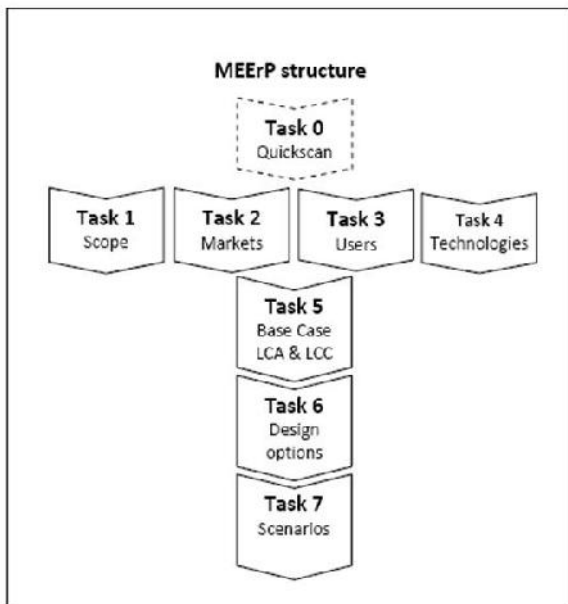 MEErP structure
Task 0
Quickscan
Task 1
Scope
Task 2
Markets
Task 3
Users
Task 4
Technologies
Task 5
Base Case
LCA & LCC
Task 6
Design
options
Task 7
Scenarios